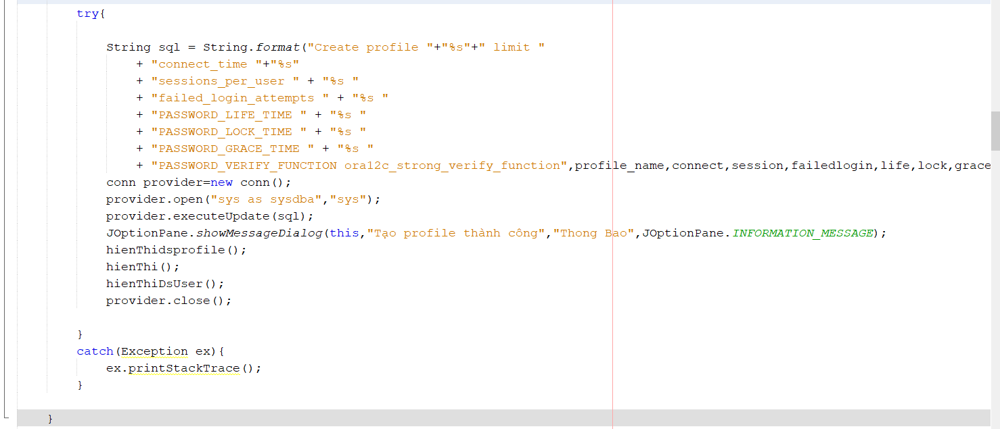 try{
String sql = String.format("Create profile "+"%s"+" limit "
+ "connect_time "+"%s"
+ "sessions_per_user " + "%s "
+ "failed_login_attempts " + "%s "
+ "PASSWORD_LIFE_TIME " + "%s "
+ "PASSWORD_LOCK_TIME " + "%s "
+ "PASSWORD_GRACE_TIME " + "%s "
+ "PASSWORD_VERIFY_FUNCTION ora12c_strong_verify_function",profile_name,connect,session,failedlogin,life,lock,grace
conn provider=new conn();
provider.open("sys as sysdba","sys");
provider.executeUpdate(sql);
JOptionPane.showMessageDialog(this,"Tạo profile thành công","Thong Bao",JOptionPane.INFORMATION_MESSAGE);
hienThidsprofile();
hienThi();
hienThiDsUser();
provider.close();
}
catch(Exception ex){
ex.printStackTrace();
}
}